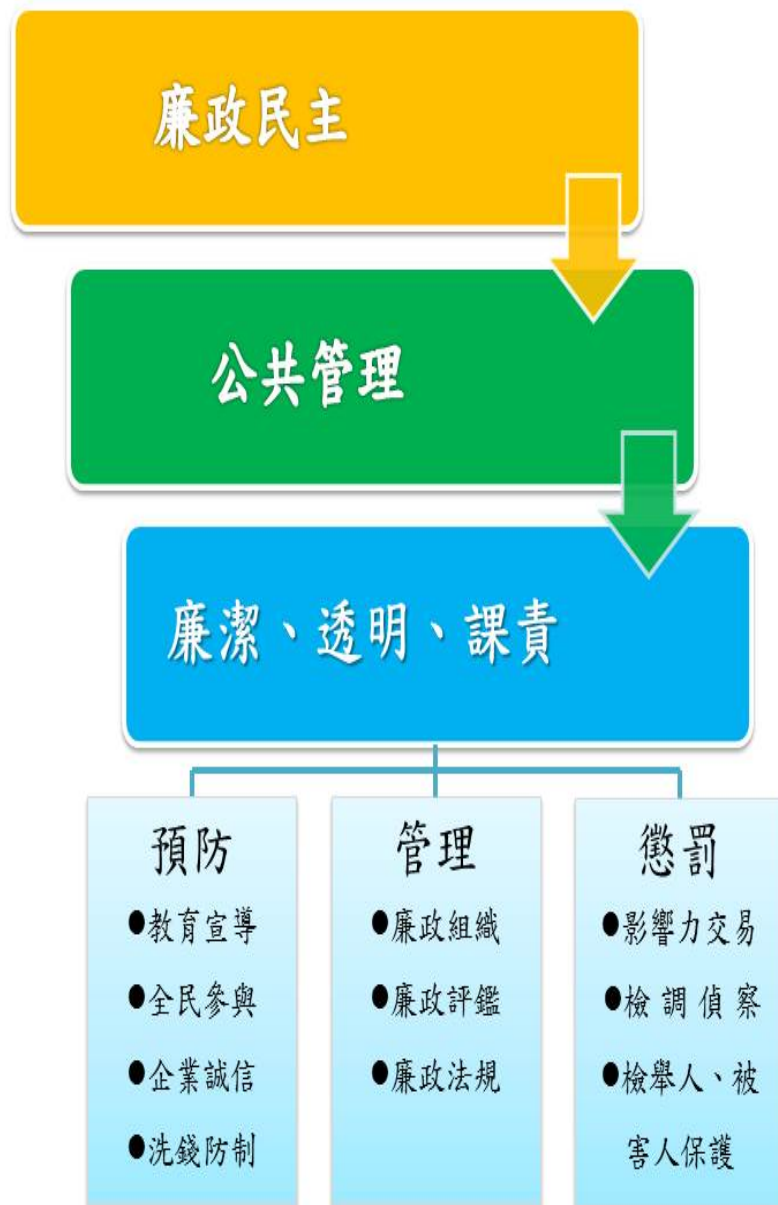 廉政民主
公共管理
廉潔、透明、課責
預防
●教育宣導
●全民參與
●企業誠信
●洗錢防制
管理
●廉政組織
●廉政評鑑
●廉政法規
懲罰
●影響力交易
●檢調偵察
●檢舉人、被
害人保護